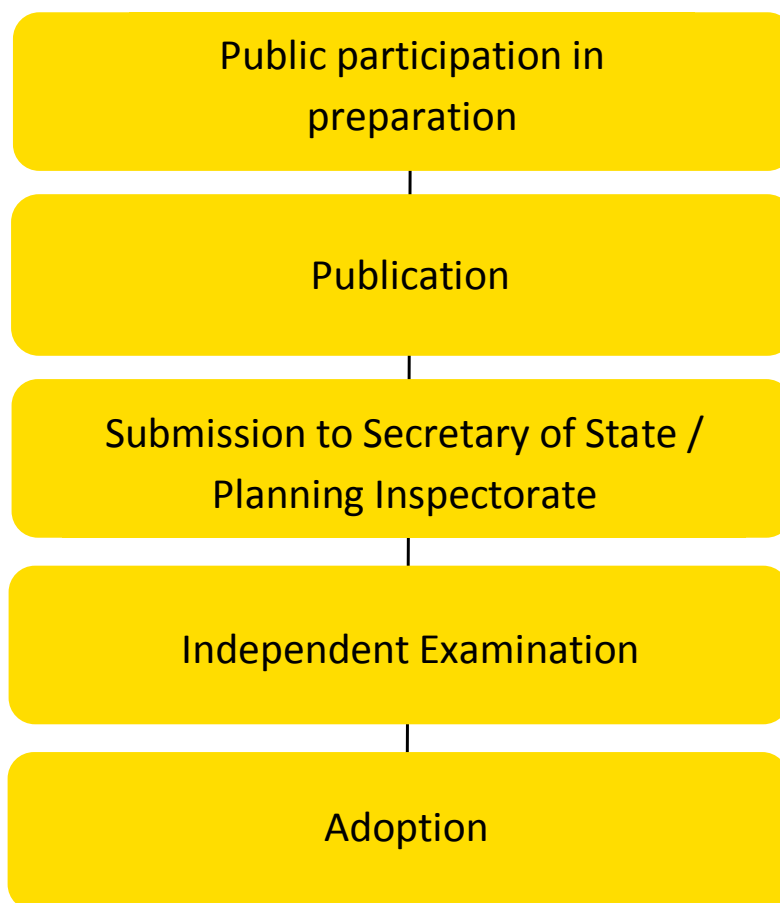 Public participation in
preparation
Publication
Submission to Secretary of State /
Planning Inspectorate
Independent Examination
Adoption